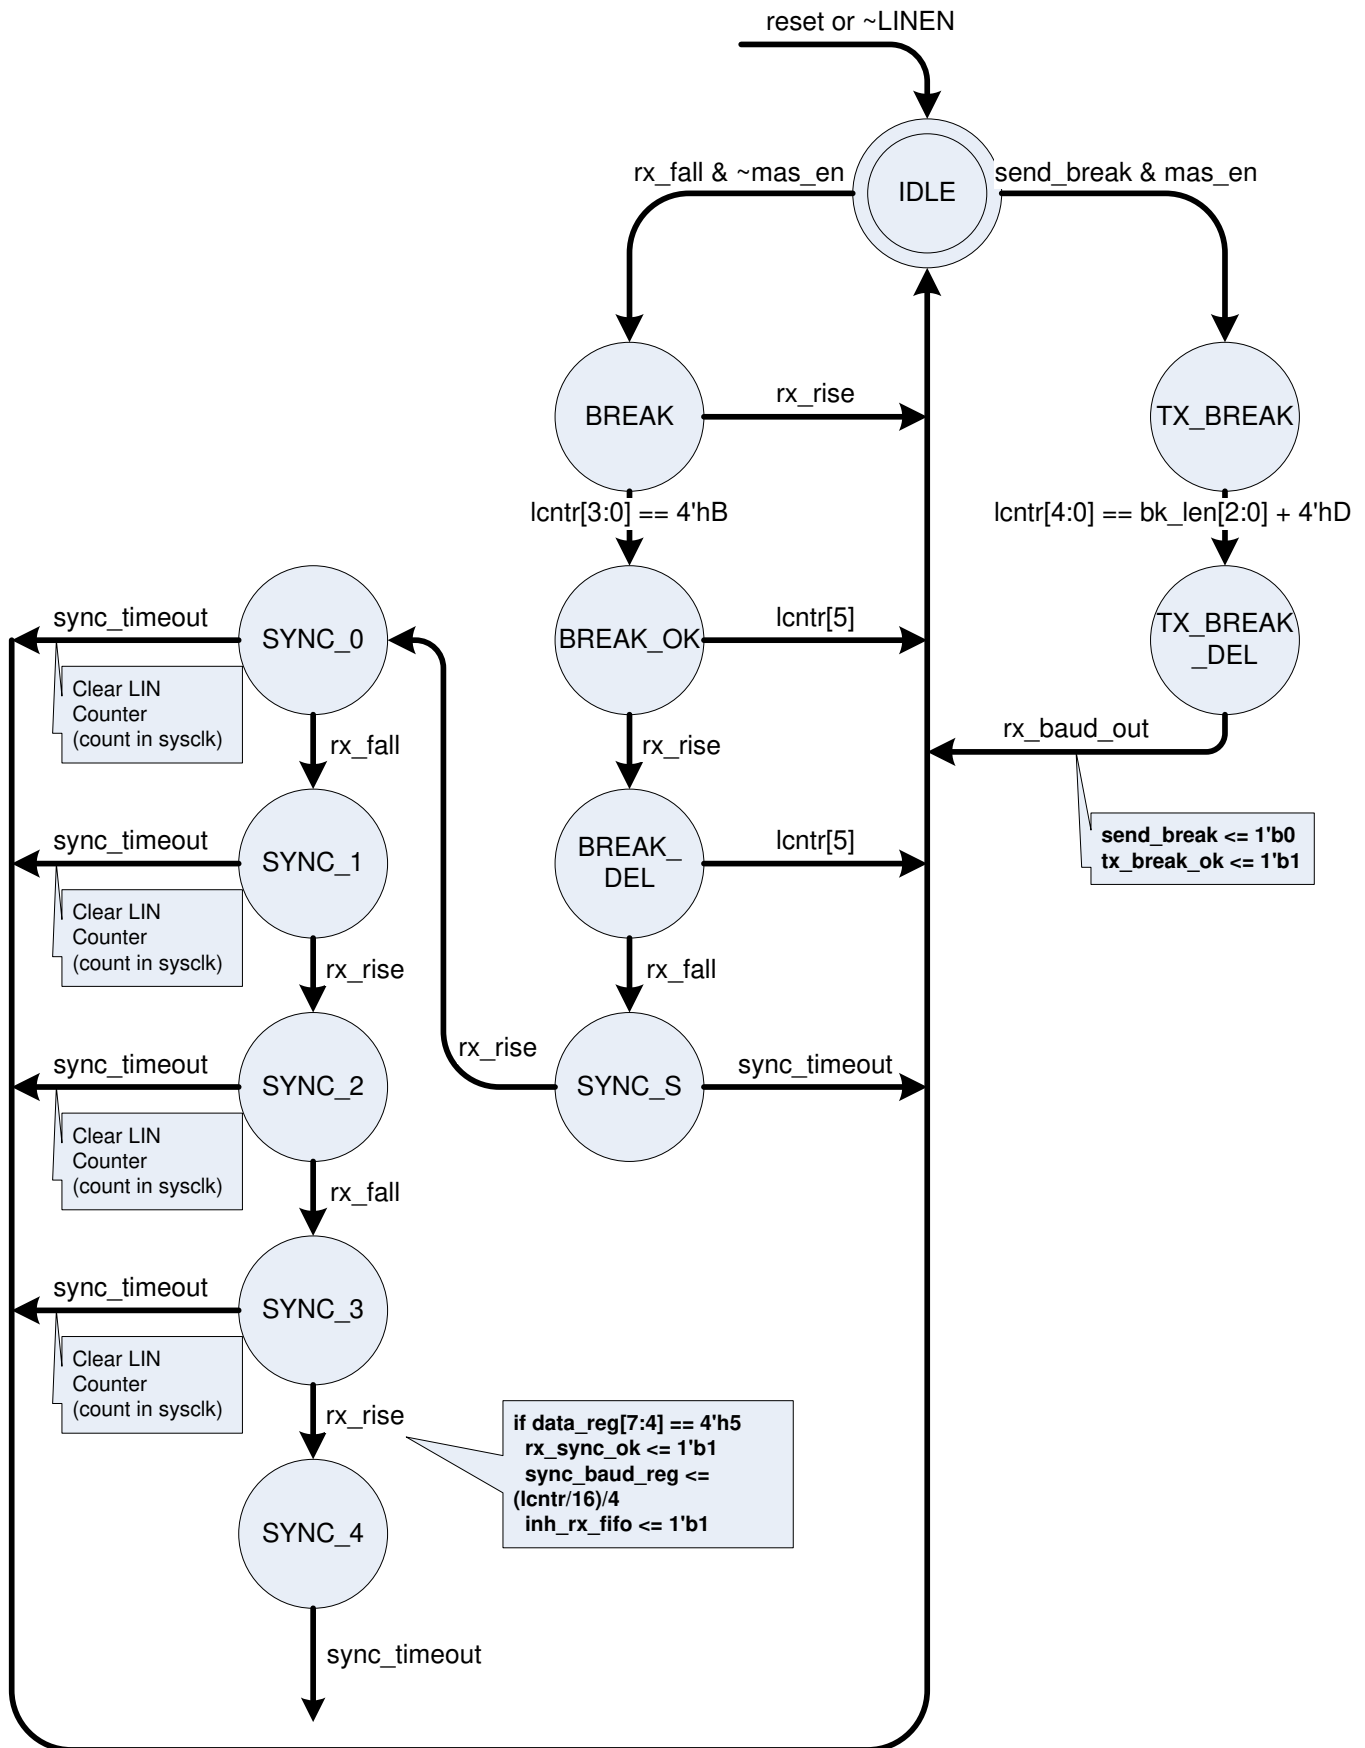 reset or ~LINEN
rx_fall & ~mas_en
IDLE
send_break & mas_en
BREAK
rx_rise
TX_BREAK
lcntr[3:0] == 4'hB
lcntr[4:0] == bk_len[2:0] + 4'hD
sync_timeout
SYNC_0
BREAK_OK
lcntr[5]
TX_BREAK
_DEL
Clear LIN
Counter
(count in sysclk)
rx_fall
rx_rise
rx_baud_out
sync_timeout
SYNC_1
BREAK_
DEL
lcntr[5]
send_break <= 1'b0
tx_break_ok <= 1'b1
Clear LIN
Counter
(count in sysclk)
rx_rise
rx_fall
sync_timeout
SYNC_2
rx_rise
SYNC_S
sync_timeout
Clear LIN
Counter
(count in sysclk)
rx_fall
sync_timeout
SYNC_3
Clear LIN
Counter
(count in sysclk)
rx_rise
if data_reg[7:4] == 4'h5
rx_sync_ok <= 1'b1
sync_baud_reg <=
(lcntr/16)/4
inh_rx_fifo <= 1'b1
SYNC_4
sync_timeout